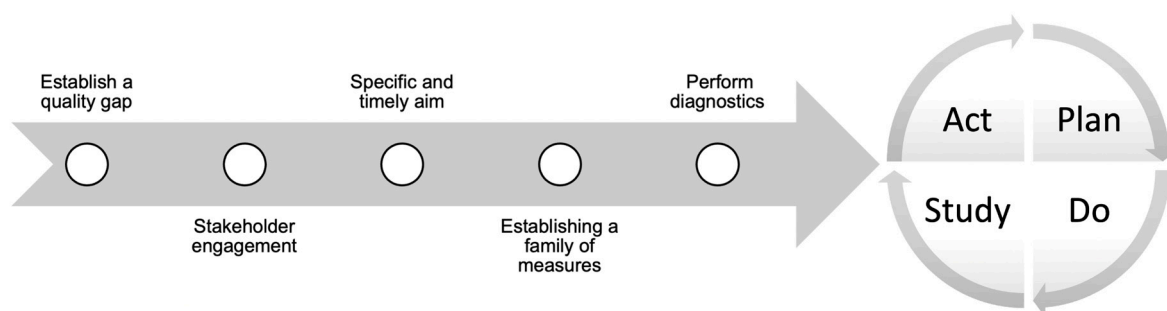 Establish a
quality gap
Stakeholder
engagement
Specific and
timely aim
Establishing a
family of
measures
Perform
diagnostics
Act
Plan
Study
Do